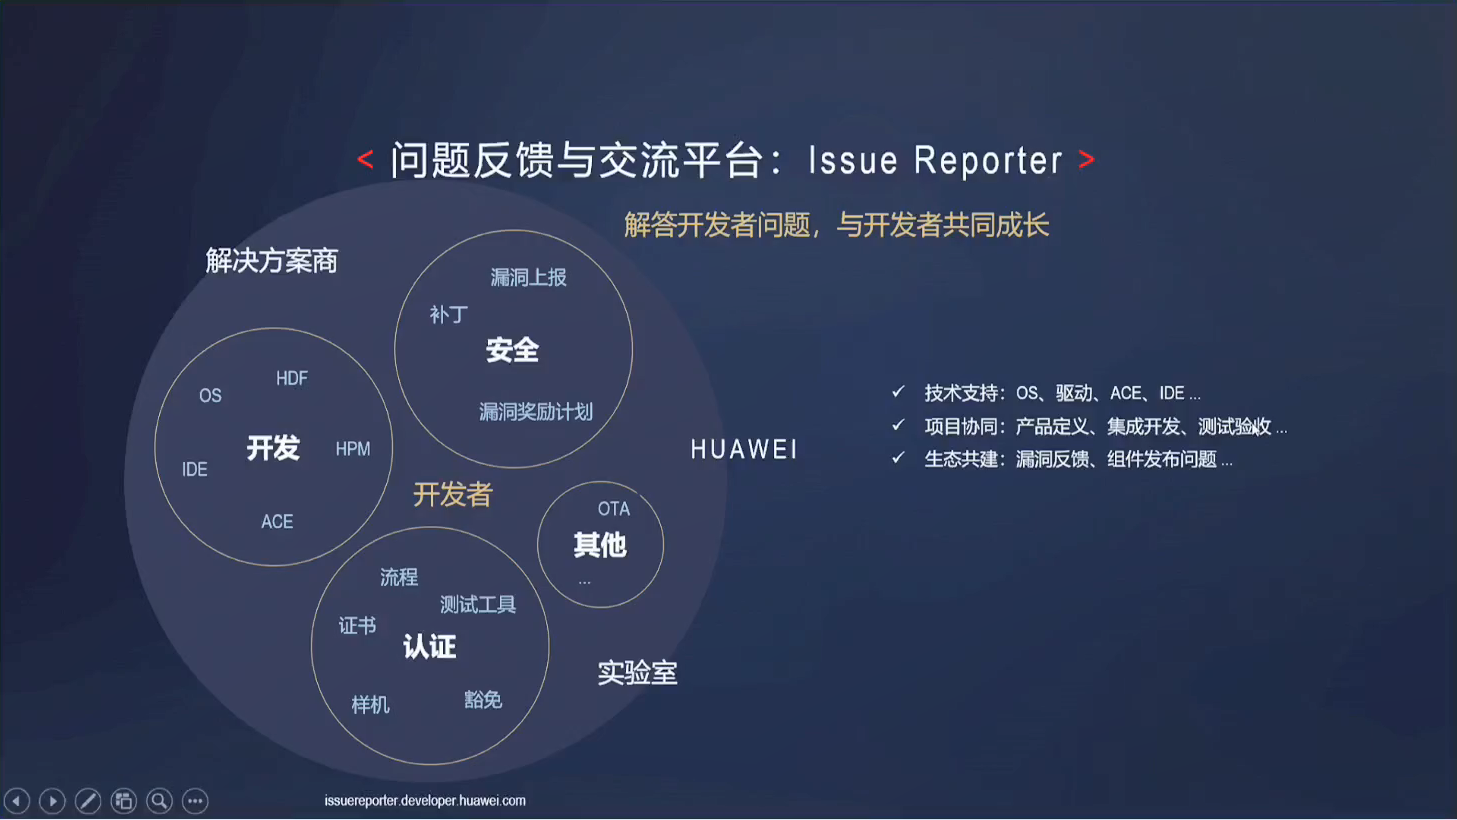 < 问题反馈与交流平台：Issue Reporter >
解答开发者问题，与开发者共同成长
解决方案商
漏洞上报
补丁
安全
漏洞奖励计划
HDF
OS
开发
HPM
IDE
ACE
HUAWEI
开发者
OTA
其他
...
流程
测试工具
证书
认证
样机
豁免
实验室
✓ 技术支持：OS、驱动、ACE、IDE ...
✓ 项目协同：产品定义、集成开发、测试验收 ...
✓ 生态共建：漏洞反馈、组件发布问题 ...
issuereporter.developer.huawei.com